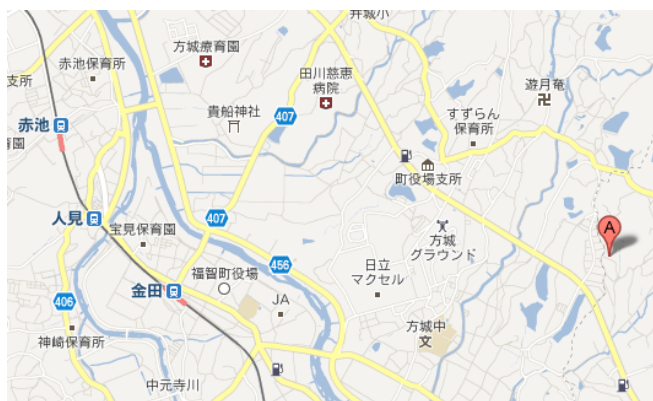 弁城小
方城療育園
赤池保育所
支所
田川慈恵
病院
遊月庵
すずらん
保育所
貴船神社
407
赤池
育園
町役場支所
人見
407
宝見保育園
方城
グラウンド
A
456
日立
マクセル
福智町役場
金田
406
JA
神崎保育所
方城中
文
中元寺川